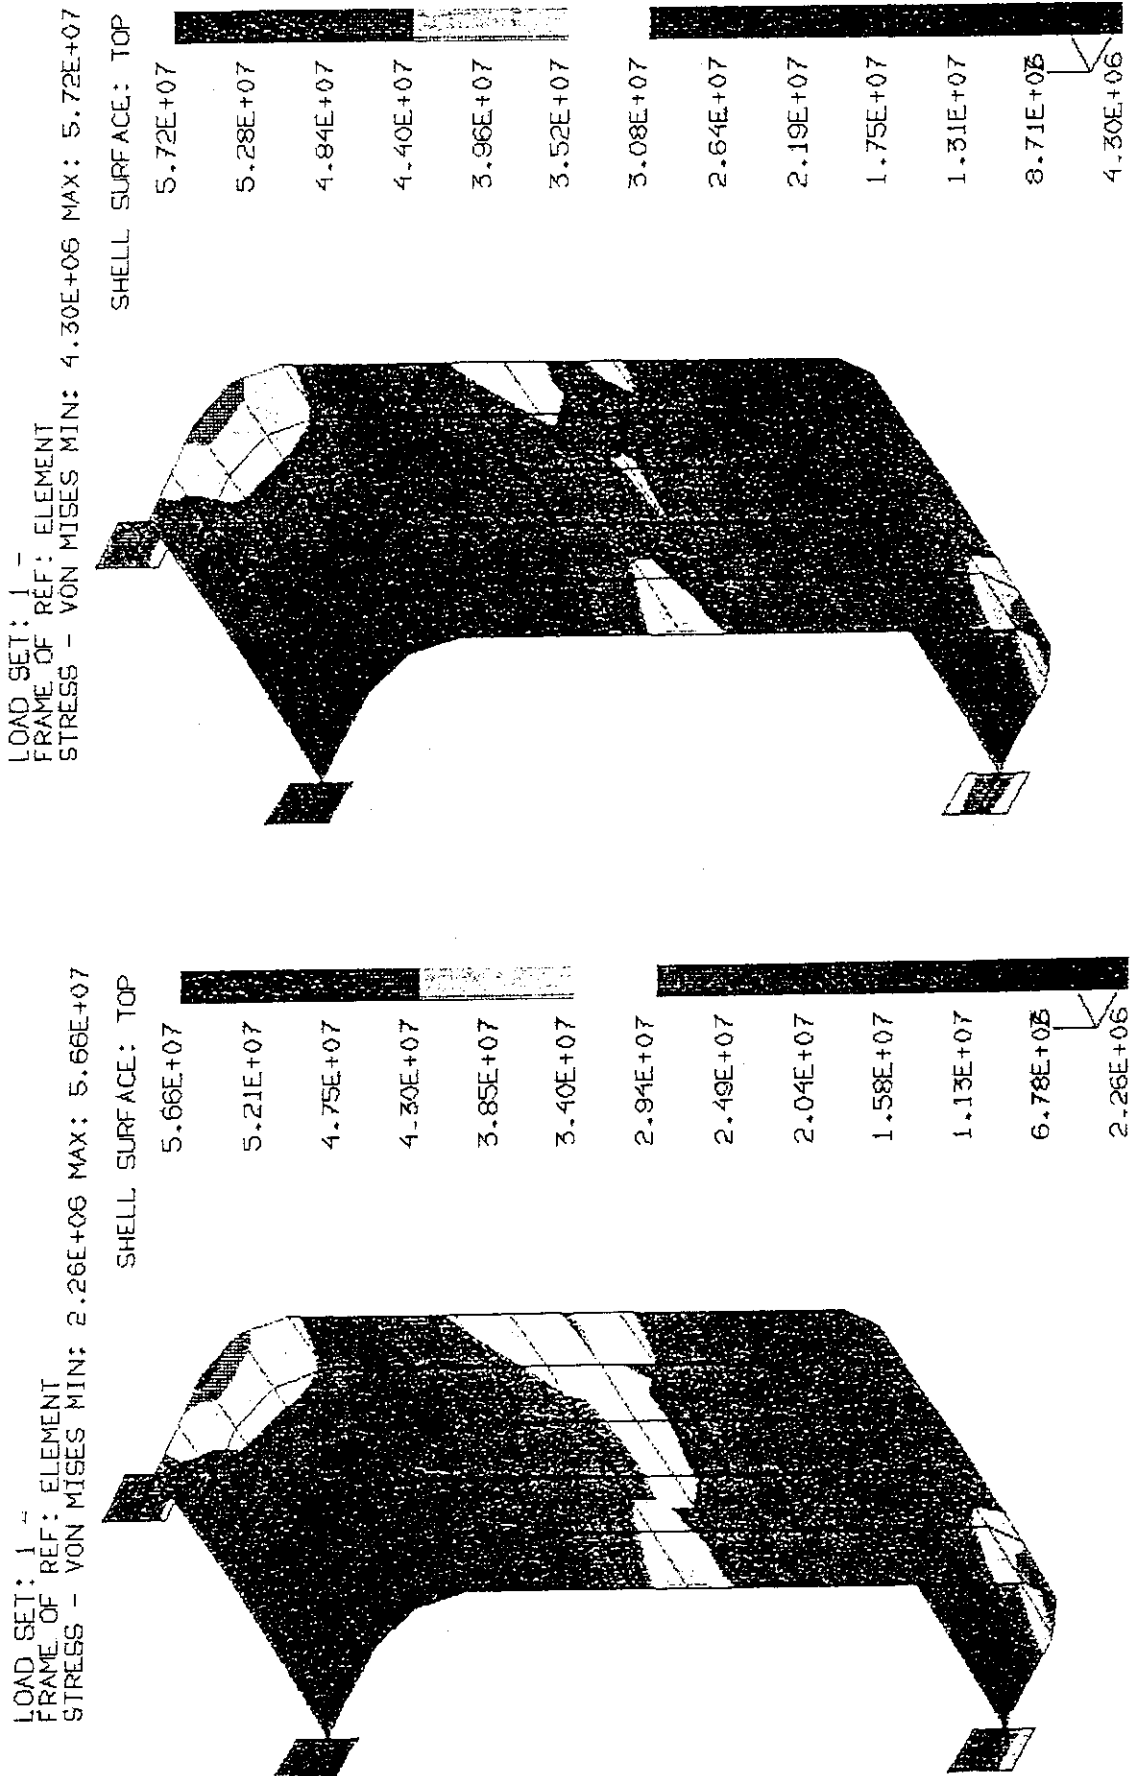 LOAD SET: 1 -
FRAME OF REF: ELEMENT
STRESS - VON MISES MIN: 2.26E+06 MAX: 5.66E+07
SHELL SURFACE: TOP
5.66E+07
5.21E+07
4.75E+07
4.30E+07
3.85E+07
3.40E+07
2.94E+07
2.49E+07
2.04E+07
1.58E+07
1.13E+07
6.78E+06
2.26E+06
LOAD SET: 1 -
FRAME OF REF: ELEMENT
STRESS - VON MISES MIN: 4.30E+06 MAX: 5.72E+07
SHELL SURFACE: TOP
5.72E+07
5.28E+07
4.84E+07
4.40E+07
3.96E+07
3.52E+07
3.08E+07
2.64E+07
2.19E+07
1.75E+07
1.31E+07
8.71E+06
4.30E+06